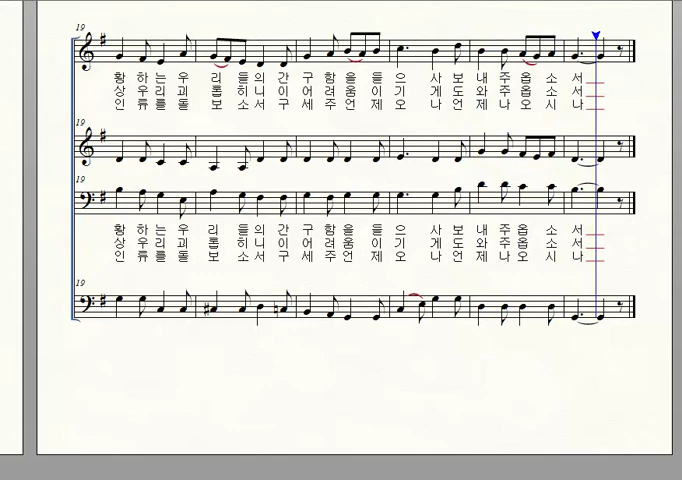 19
황 하 는 우 리 들 의 간 구 함 을 들 으 사 보 내 주 옵 소 서
상 우 리 괴 롭 히 니 이 어 려 움 이 기 게 도 와 주 옵 소 서
인 류 를 돌 보 소 서 구 세 주 언 제 오 나 언 제 나 오 시 나
19
19
황 하 는 우 리 들 의 간 구 함 을 들 으 사 보 내 주 옵 소 서
상 우 리 괴 롭 히 니 이 어 려 움 이 기 게 도 와 주 옵 소 서
인 류 를 돌 보 소 서 구 세 주 언 제 오 나 언 제 나 오 시 나
19